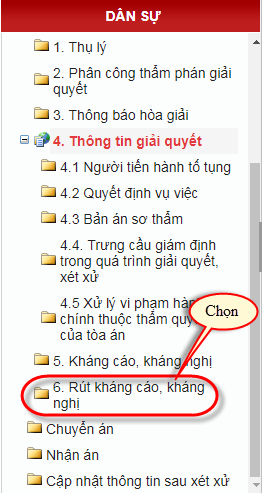 DÂN SỰ
1. Thụ lý
2. Phân công thẩm phán giải
quyết
3. Thông báo hòa giải
4. Thông tin giải quyết
4.1 Người tiến hành tố tụng
4.2 Quyết định vụ việc
4.3 Bản án sơ thẩm
4.4. Trưng cầu giám định
trong quá trình giải quyết,
xét xử
4.5 Xử lý vi phạm hàn
chính thuộc thẩm quy
của tòa án
Chọn
5. Kháng cáo, kháng nghị
6. Rút kháng cáo, kháng
nghị
Chuyển án
Nhận án
Cập nhật thông tin sau xét xử